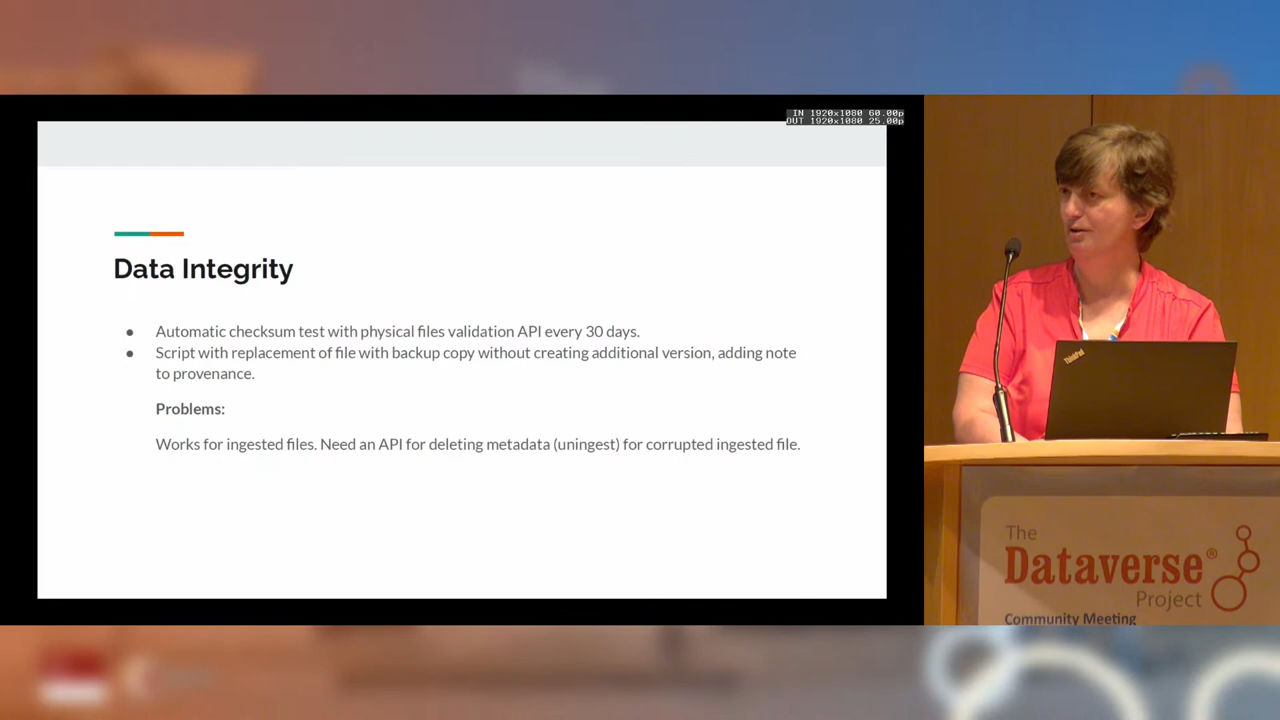 IN 1920x1080 60.00p
OUT 1920x1080 25.00p
Data Integrity
● Automatic checksum test with physical files validation API every 30 days.
● Script with replacement of file with backup copy without creating additional version, adding note
to provenance.
Problems:
Works for ingested files. Need an API for deleting metadata (uningest) for corrupted ingested file.
ThinkPad
The
Dataverse®
Project
Community Meeting